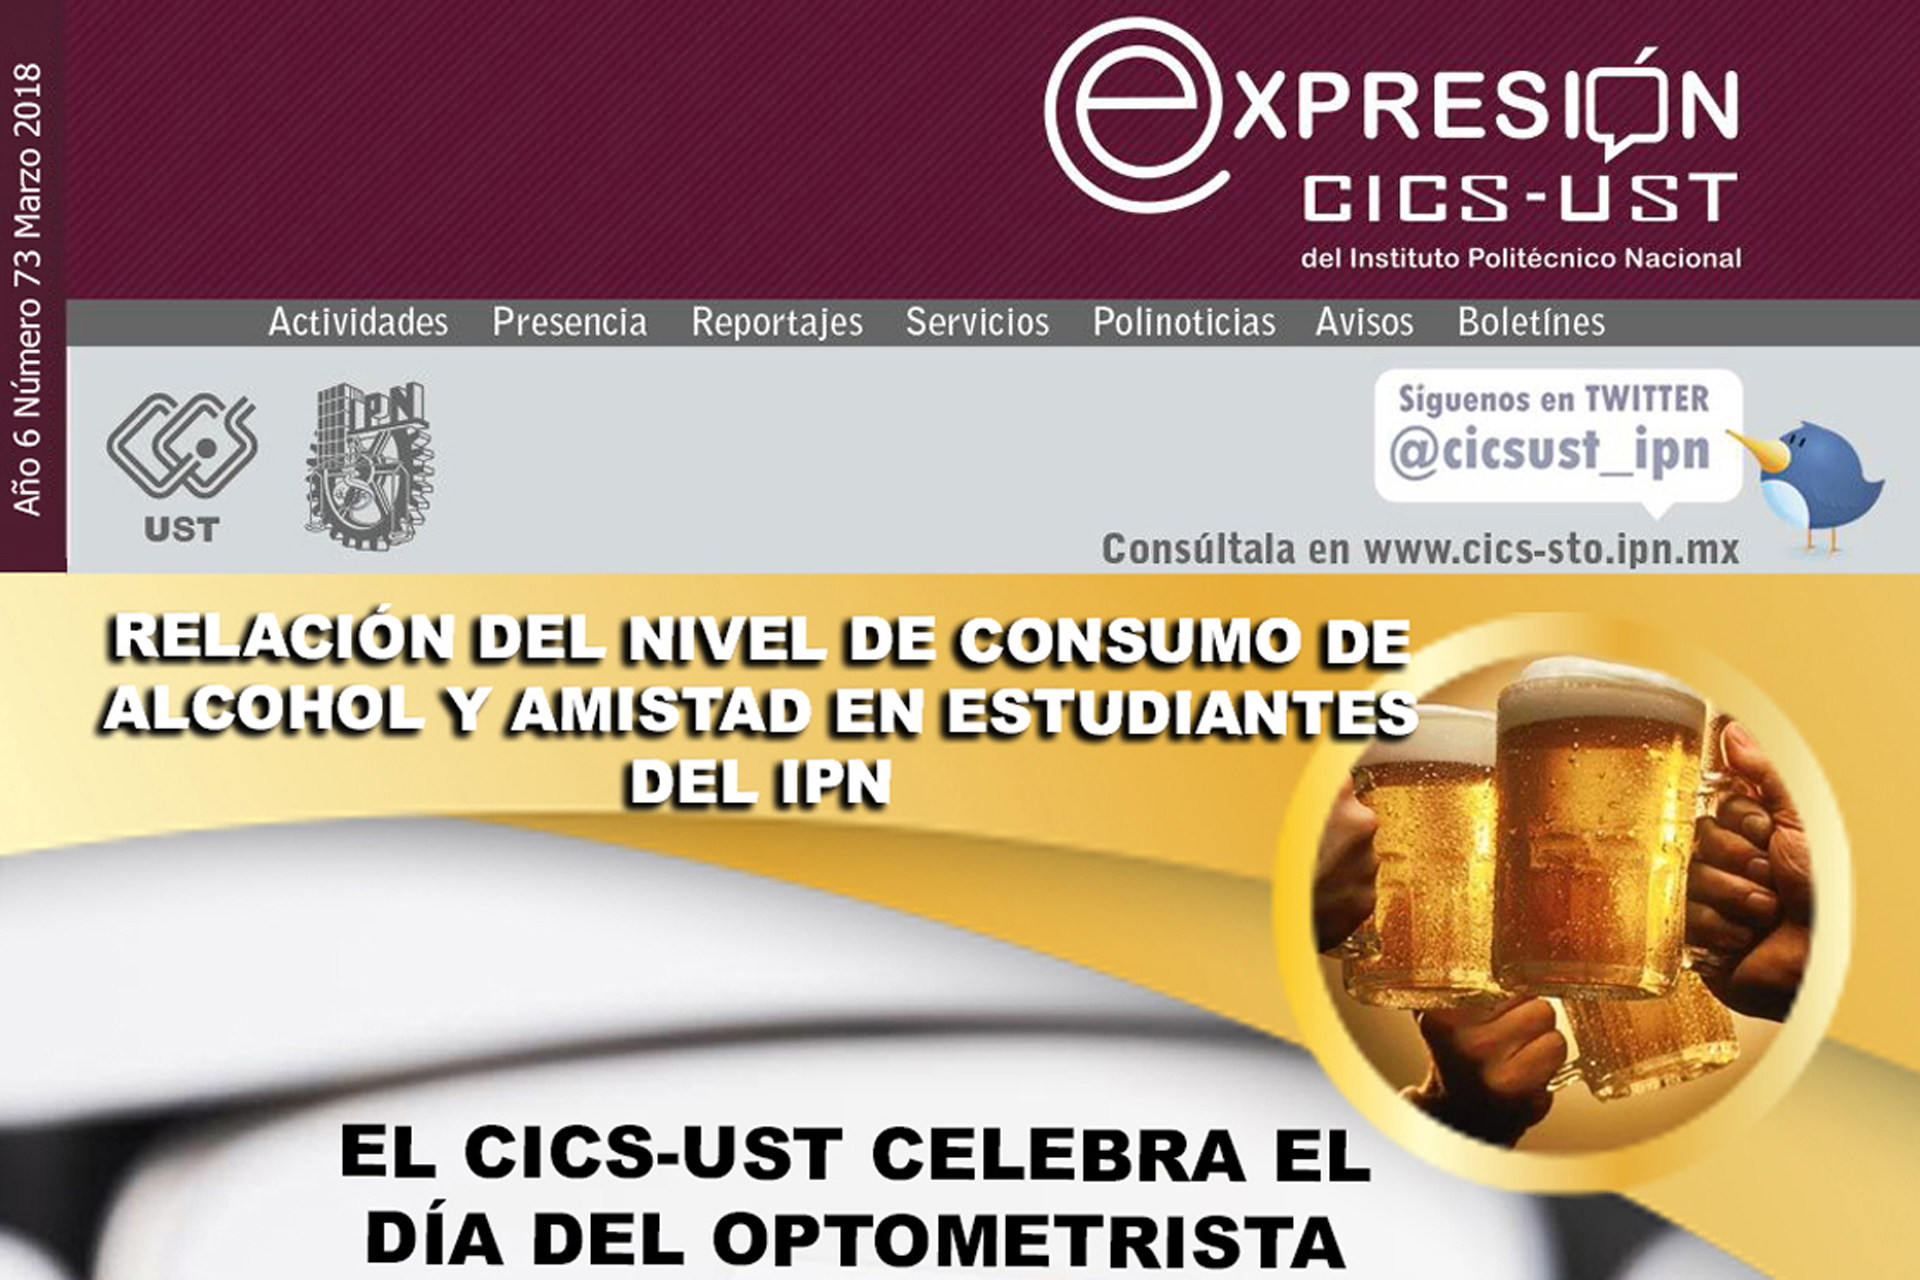 Año 6 Número 73 Marzo 2018
eXPRESIÓN
CICS-UST
del Instituto Politécnico Nacional
Actividades Presencia Reportajes Servicios Polinoticias Avisos Boletínes
CICS
UST
IPN
Síguenos en TWITTER
@cicsust_ipn
Consúltala en www.cics-sto.ipn.mx
RELACIÓN DEL NIVEL DE CONSUMO DE
ALCOHOL Y AMISTAD EN ESTUDIANTES
DEL IPN
EL CICS-UST CELEBRA EL
DÍA DEL OPTOMETRISTA